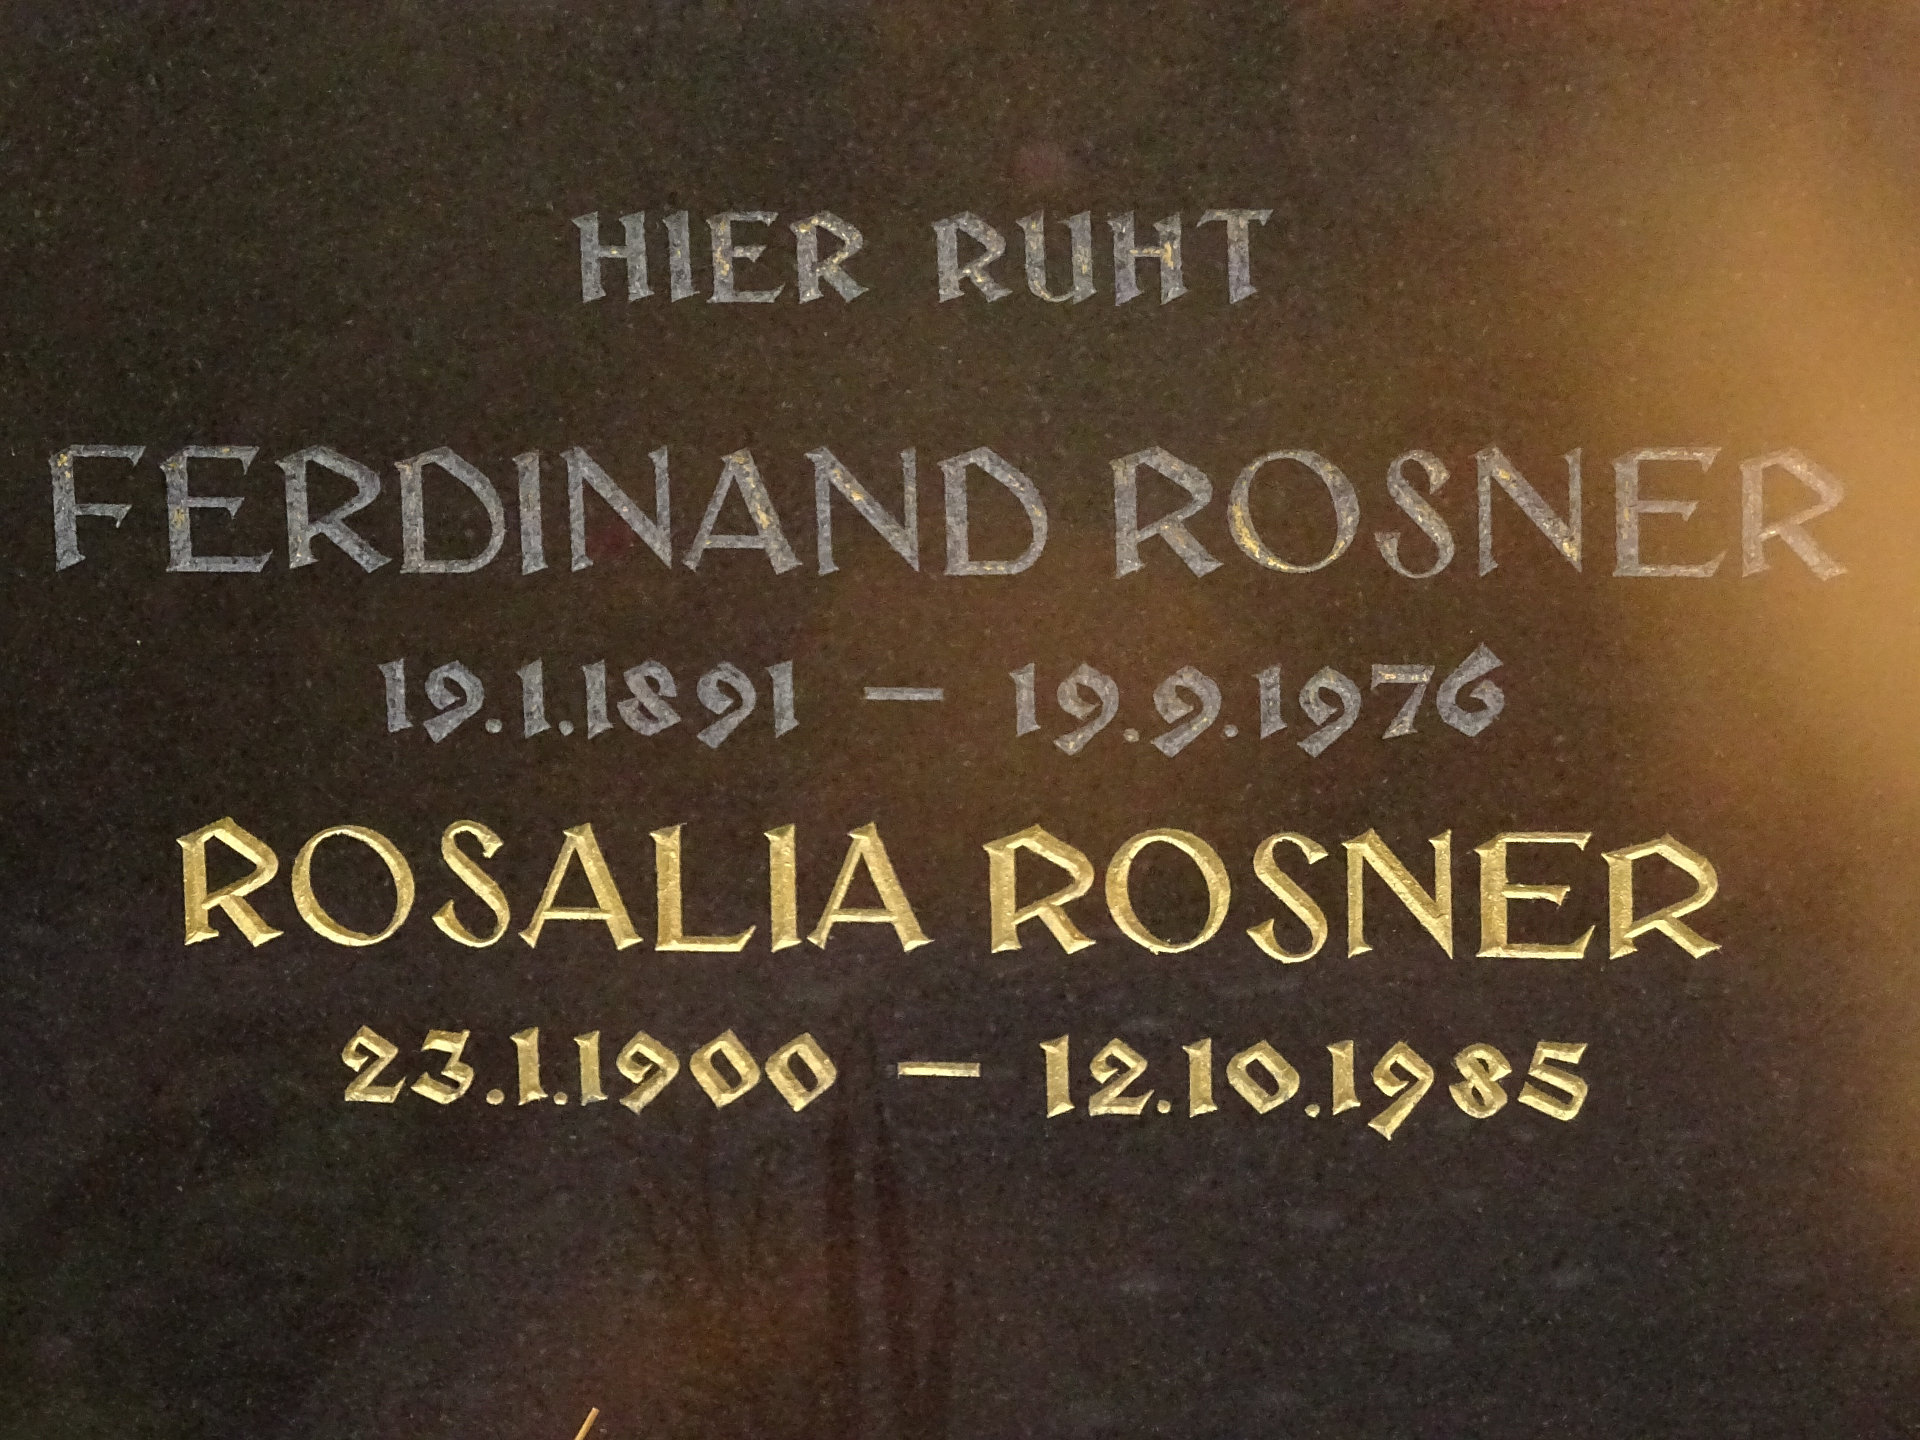 HIER RUHT
FERDINAND ROSNER
19.1.1891 – 19.9.1976
ROSALIA ROSNER
23.1.1900 – 12.10.1985